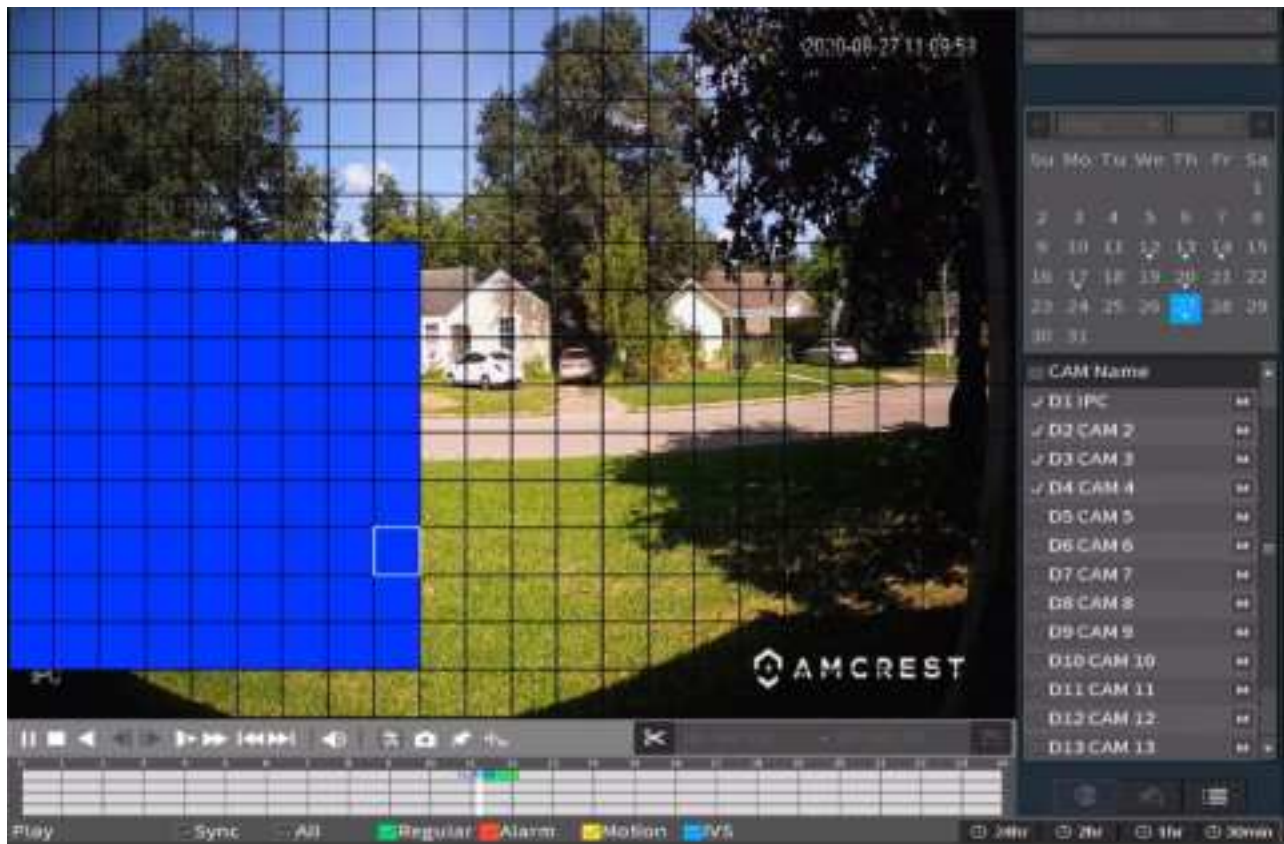 2020-08-27 11:09:53
Su Mo Tu We Th Fr Sa
1
2 3 4 5 6 7 8
9 10 11 12 13 14 15
16 17 18 19 20 21 22
23 24 25 26 27 28 29
30 31
CAM Name
D1 IPC
D2 CAM 2
D3 CAM 3
D4 CAM 4
D5 CAM 5
D6 CAM 6
D7 CAM 7
D8 CAM 8
D9 CAM 9
D10 CAM 10
D11 CAM 11
D12 CAM 12
D13 CAM 13
AMCREST
IPC
Play Sync All Regular Alarm Motion IVS 24hr 2hr 1hr 30min